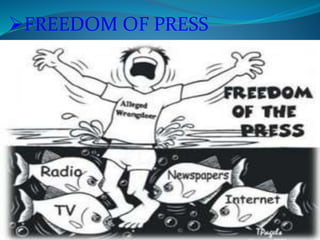 ➢FREEDOM OF PRESS
Alleged
Wrongdoer
FREEDOM
OF THE
PRESS
Radio
Newspapers
TV
Internet